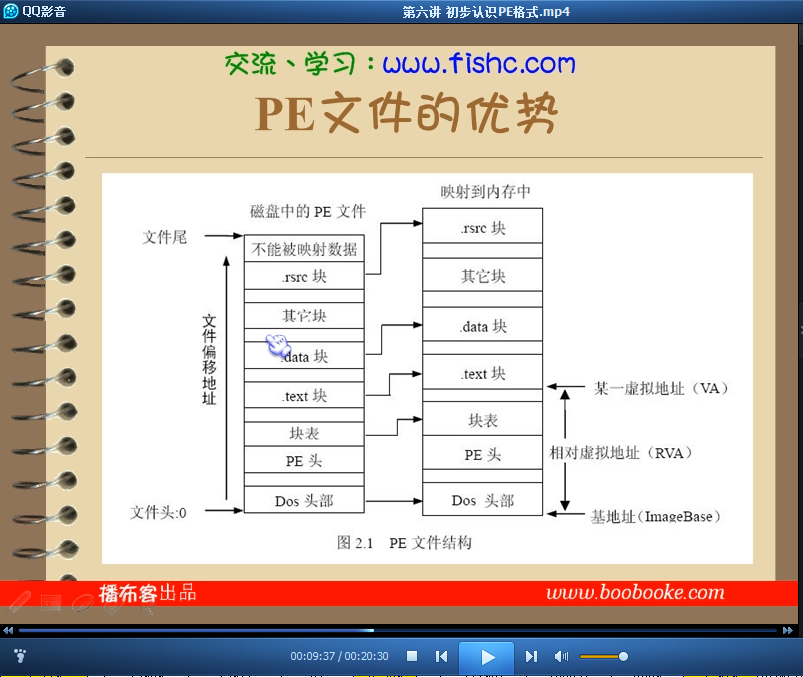 QQ影音
第六讲 初步认识PE格式.mp4
交流、学习：www.fishc.com
PE文件的优势
映射到内存中
磁盘中的 PE 文件
文件尾
不能被映射数据
.rsrc 块
其它块
.data 块
.text 块
块表
PE 头
Dos 头部
文件偏移地址
文件头:0
.rsrc 块
其它块
.data 块
.text 块
块表
PE 头
Dos 头部
某一虚拟地址（VA）
相对虚拟地址（RVA）
基地址（ImageBase）
图 2.1 PE 文件结构
播布客出品
www.boobooke.com
00:09:37 / 00:20:30